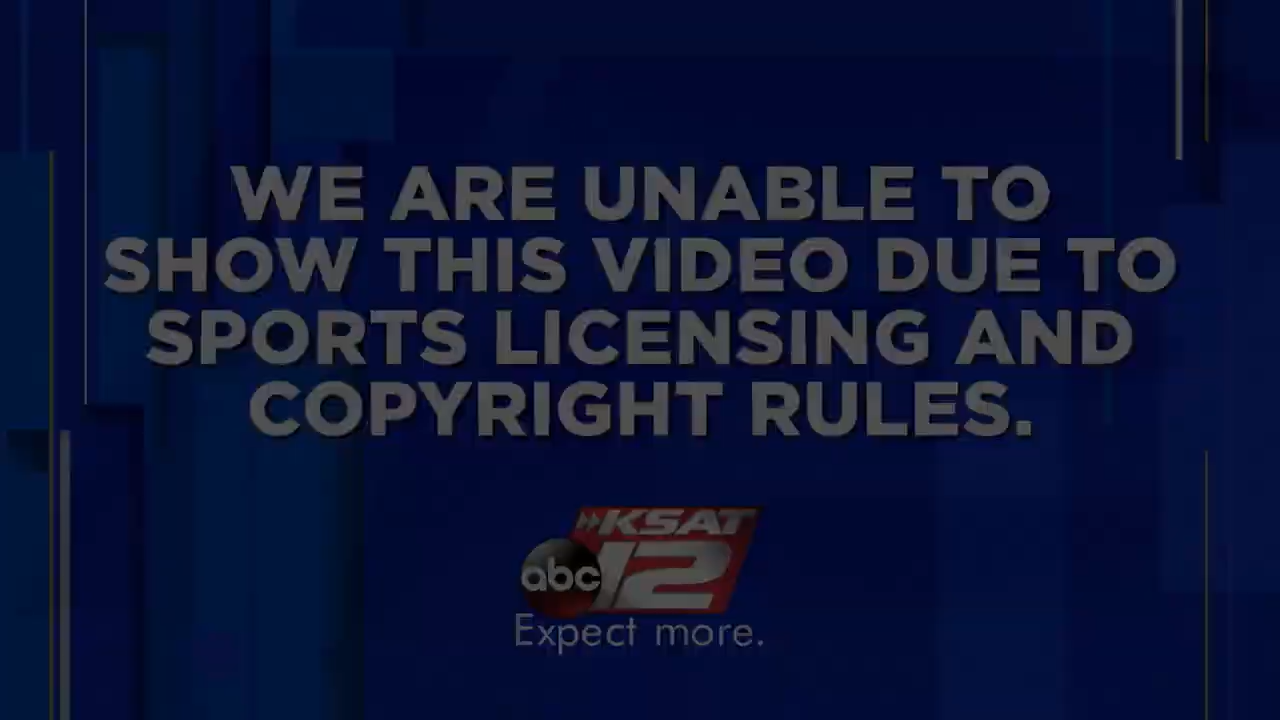 WE ARE UNABLE TO
SHOW THIS VIDEO DUE TO
SPORTS LICENSING AND
COPYRIGHT RULES.
KSAT
abc 12
Expect more.